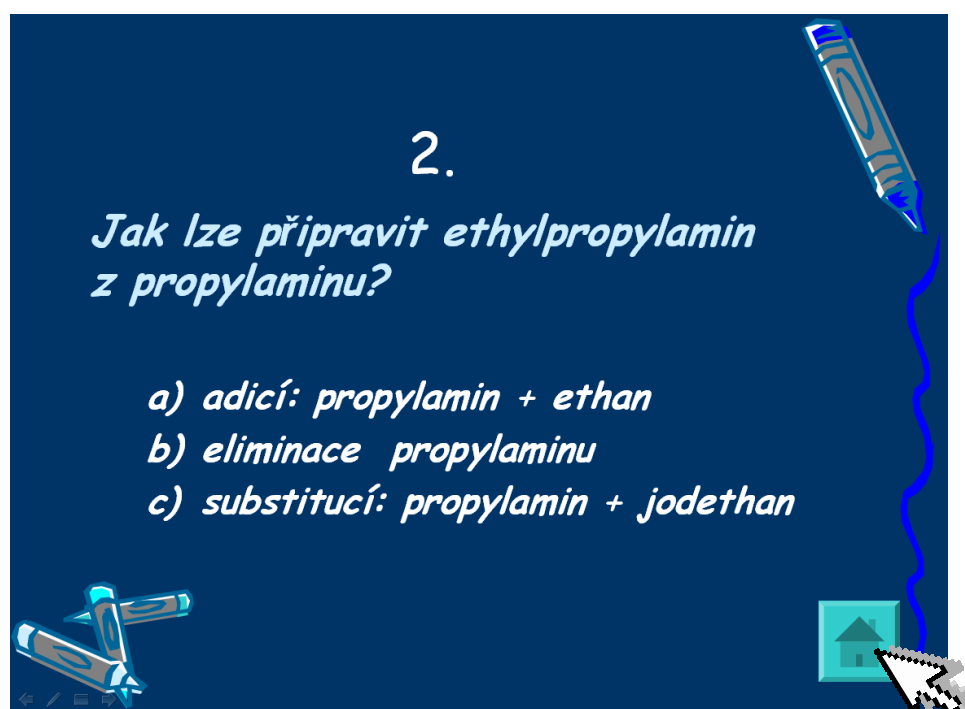 2.
Jak lze připravit ethylpropylamin
z propylaminu?
a) adicí: propylamin + ethan
b) eliminace propylaminu
c) substitucí: propylamin + jodethan